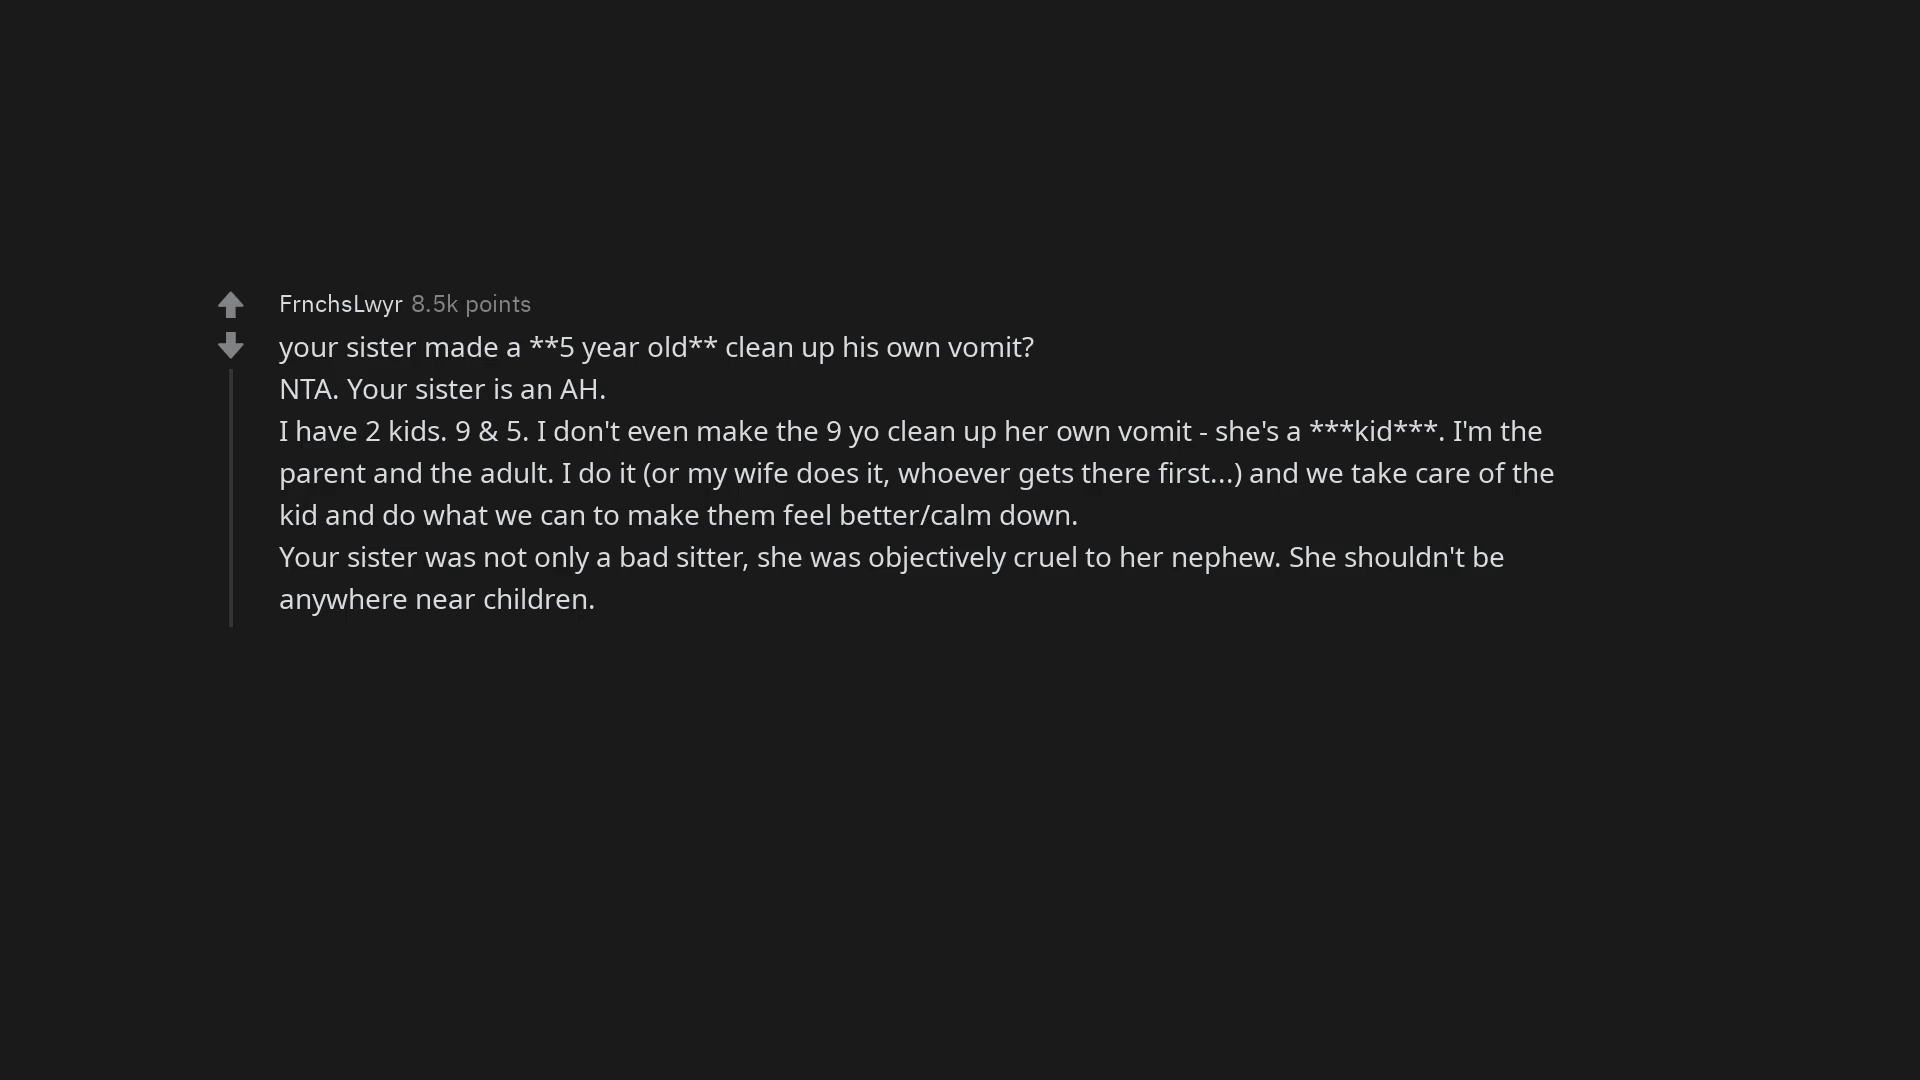 FrnchsLwyr 8.5k points
your sister made a **5 year old** clean up his own vomit?
NTA. Your sister is an AH.
I have 2 kids. 9 & 5. I don't even make the 9 yo clean up her own vomit - she's a ***kid***. I'm the
parent and the adult. I do it (or my wife does it, whoever gets there first...) and we take care of the
kid and do what we can to make them feel better/calm down.
Your sister was not only a bad sitter, she was objectively cruel to her nephew. She shouldn't be
anywhere near children.